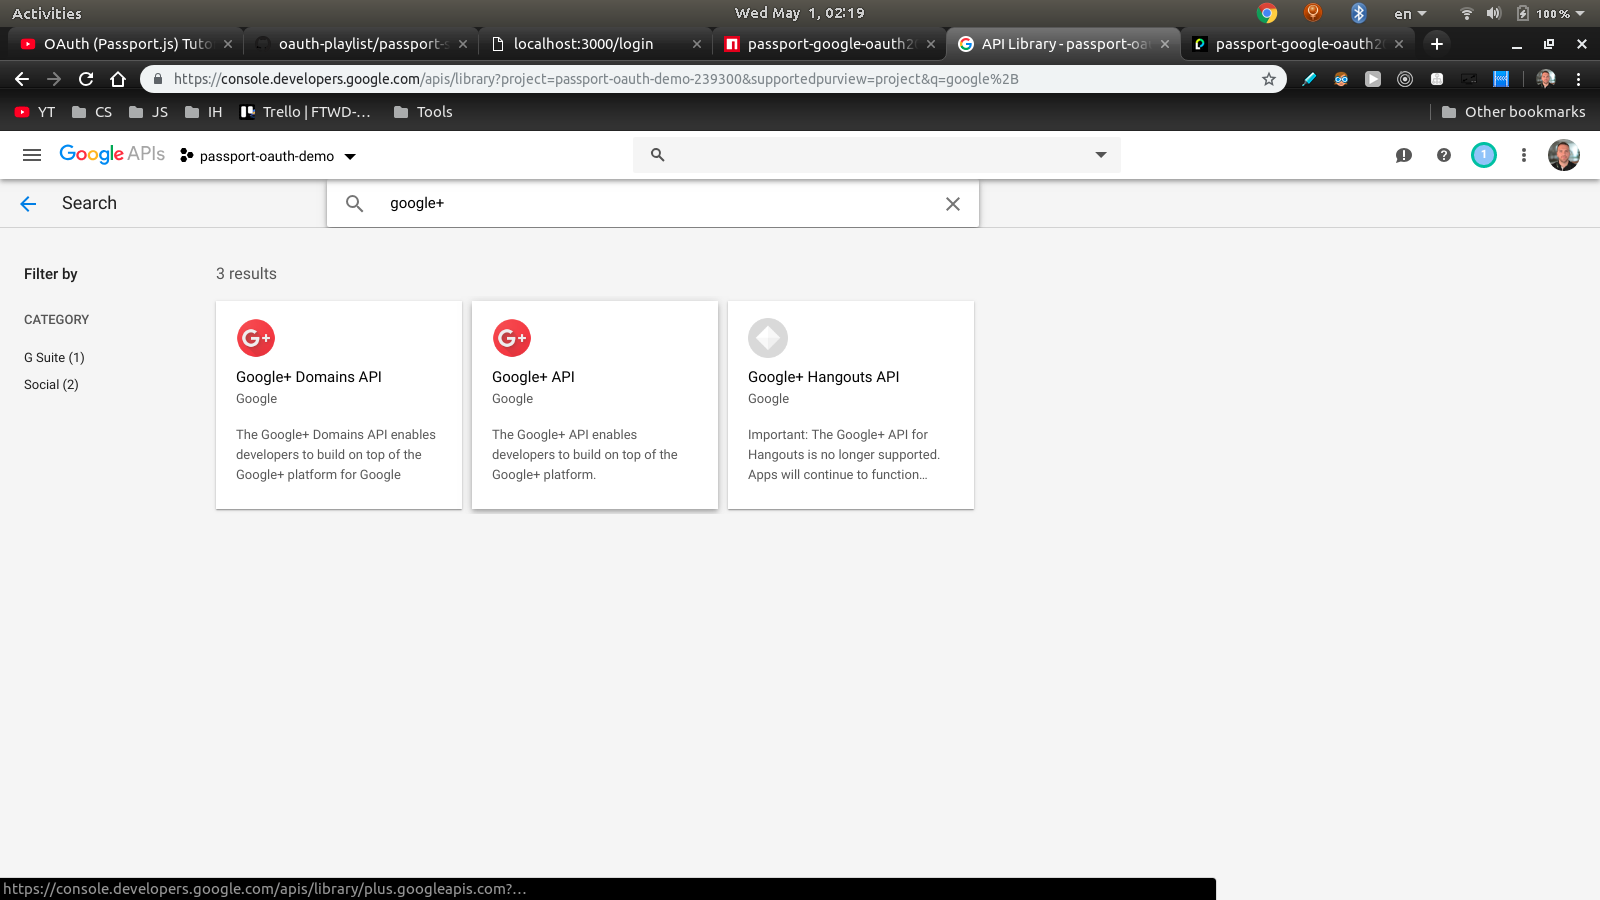 Activities
Wed May 1, 02:19
en
100 %
OAuth (Passport.js) Tuto
oauth-playlist/passport-s
localhost:3000/login
passport-google-oauth20
API Library - passport-oa
passport-google-oauth2
https://console.developers.google.com/apis/library?project=passport-oauth-demo-239300&supportedpurview=project&q=google%2B
YT
CS
JS
IH
Trello | FTWD-...
Tools
Other bookmarks
Google APIs
passport-oauth-demo
1
Search
google+
Filter by
3 results
CATEGORY
G Suite (1)
Social (2)
G+
Google+ Domains API
Google
The Google+ Domains API enables
developers to build on top of the
Google+ platform for Google
G+
Google+ API
Google
The Google+ API enables
developers to build on top of the
Google+ platform.
Google+ Hangouts API
Google
Important: The Google+ API for
Hangouts is no longer supported.
Apps will continue to function...
https://console.developers.google.com/apis/library/plus.googleapis.com?...